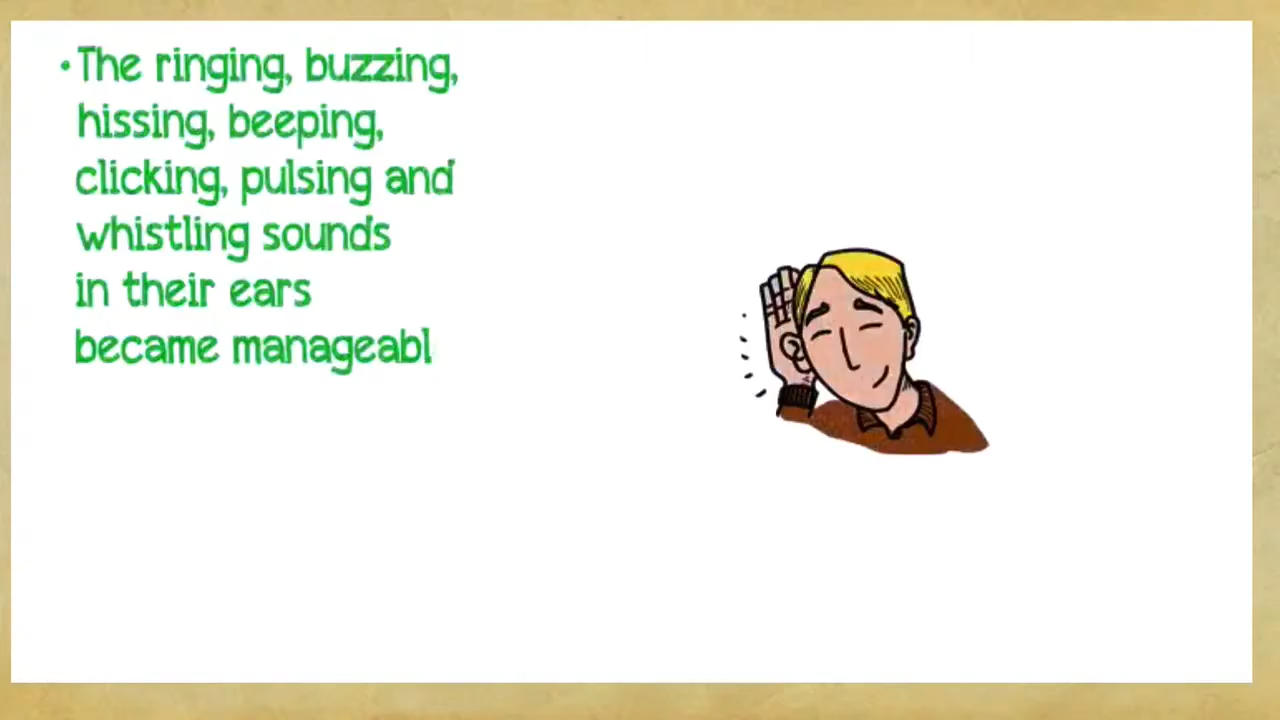 •The ringing, buzzing,
hissing, beeping,
clicking, pulsing and
whistling sounds
in their ears
became manageabl